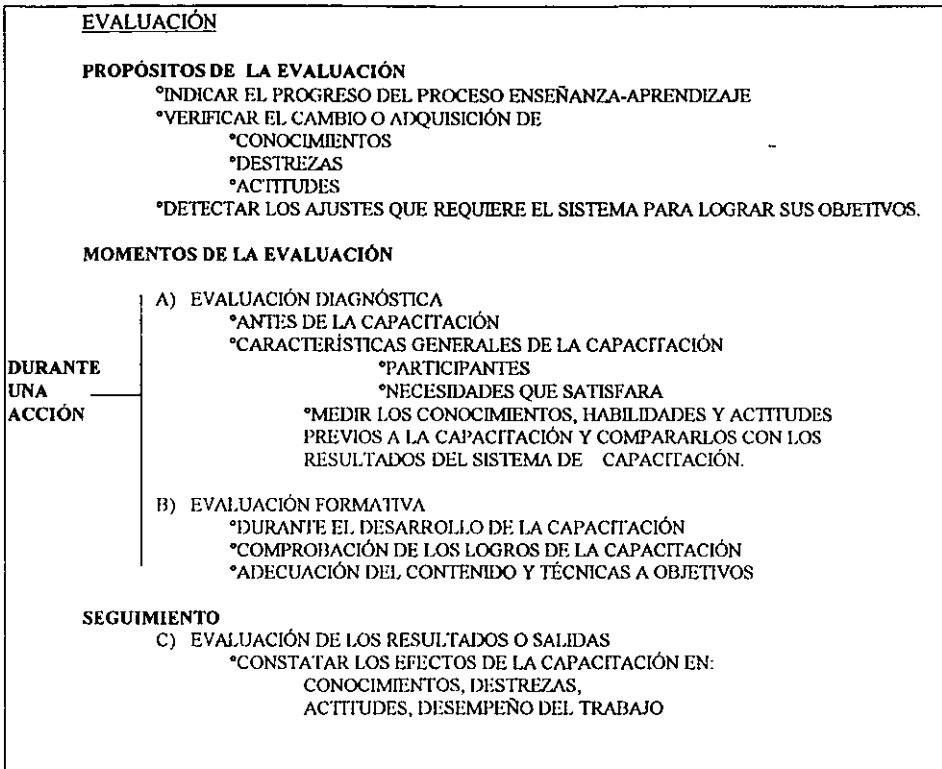 EVALUACIÓN
PROPÓSITOS DE LA EVALUACIÓN
°INDICAR EL PROGRESO DEL PROCESO ENSEÑANZA-APRENDIZAJE
°VERIFICAR EL CAMBIO O ADQUISICIÓN DE
°CONOCIMIENTOS
°DESTREZAS
°ACTITUDES
°DETECTAR LOS AJUSTES QUE REQUIERE EL SISTEMA PARA LOGRAR SUS OBJETIVOS.
MOMENTOS DE LA EVALUACIÓN
DURANTE
UNA
ACCIÓN
A) EVALUACIÓN DIAGNÓSTICA
°ANTES DE LA CAPACITACIÓN
°CARACTERÍSTICAS GENERALES DE LA CAPACITACIÓN
°PARTICIPANTES
°NECESIDADES QUE SATISFARA
°MEDIR LOS CONOCIMIENTOS, HABILIDADES Y ACTITUDES
PREVIOS A LA CAPACITACIÓN Y COMPARARLOS CON LOS
RESULTADOS DEL SISTEMA DE CAPACITACIÓN.
B) EVALUACIÓN FORMATIVA
°DURANTE EL DESARROLLO DE LA CAPACITACIÓN
°COMPROBACIÓN DE LOS LOGROS DE LA CAPACITACIÓN
°ADECUACIÓN DEL CONTENIDO Y TÉCNICAS A OBJETIVOS
SEGUIMIENTO
C) EVALUACIÓN DE LOS RESULTADOS O SALIDAS
°CONSTATAR LOS EFECTOS DE LA CAPACITACIÓN EN:
CONOCIMIENTOS, DESTREZAS,
ACTITUDES, DESEMPEÑO DEL TRABAJO